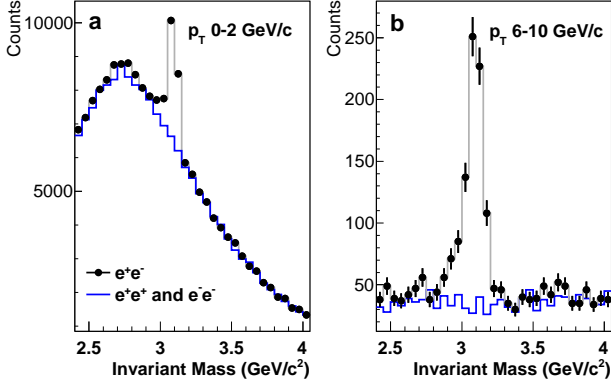 Counts
10000
5000
a
p_T 0-2 GeV/c
e⁺e⁻
e⁺e⁺ and e⁻e⁻
2.5 3 3.5 4
Invariant Mass (GeV/c²)
Counts
250
200
150
100
50
b
p_T 6-10 GeV/c
2.5 3 3.5 4
Invariant Mass (GeV/c²)